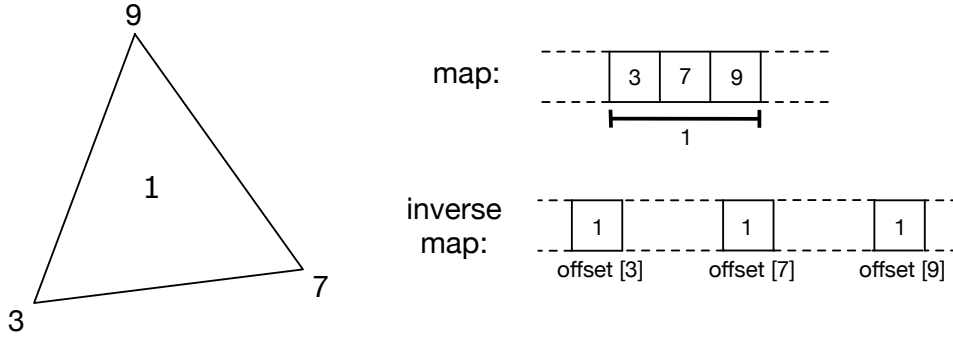 9
1
7
3
map:
3 7 9
1
inverse
map:
1 1 1
offset [3] offset [7] offset [9]